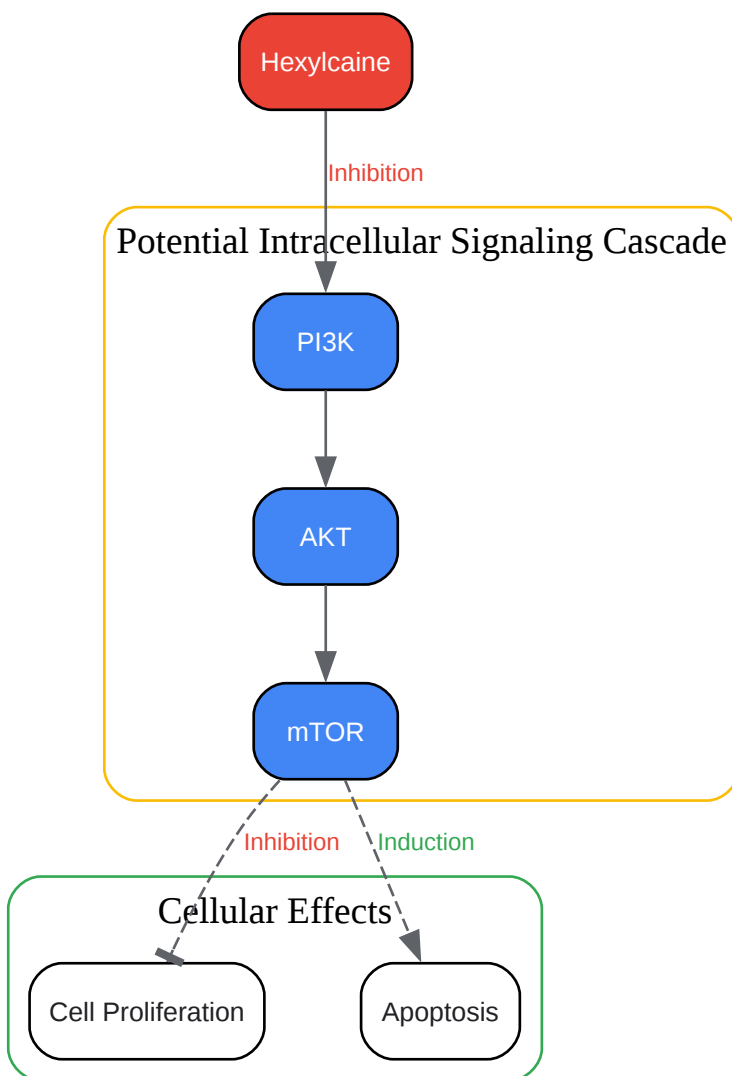 Hexylcaine
Inhibition
Potential Intracellular Signaling Cascade
PI3K
AKT
mTOR
Inhibition
Induction
Cellular Effects
Cell Proliferation
Apoptosis